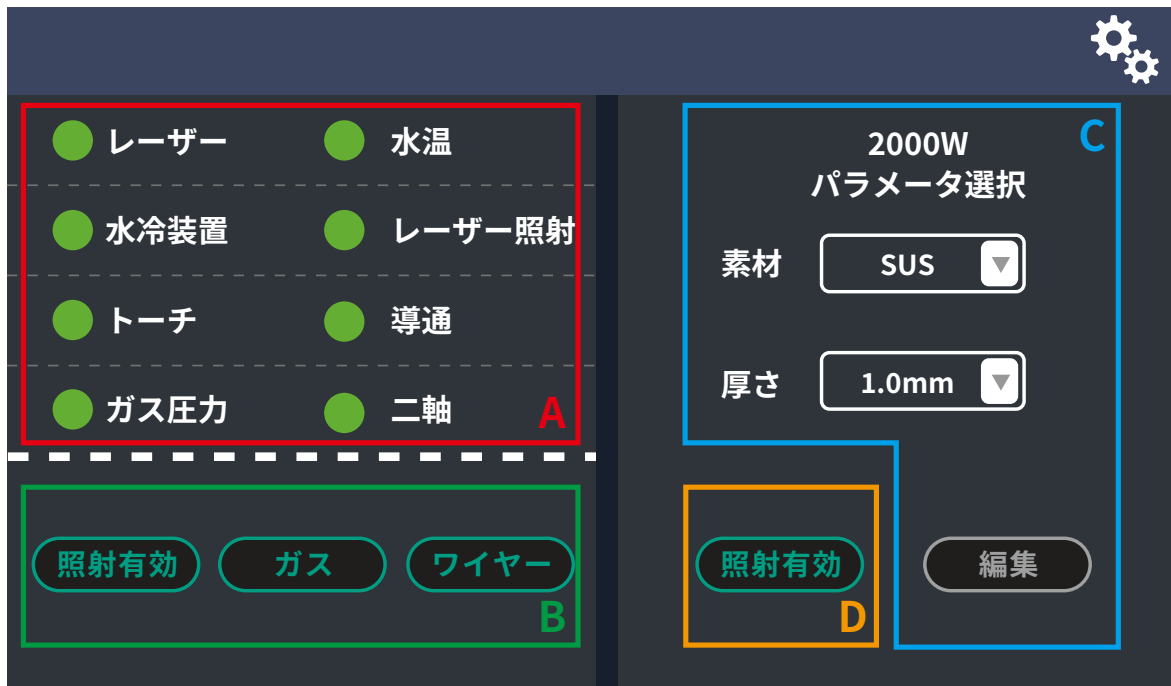 レーザー 水温
水冷装置 レーザー照射
トーチ 導通
ガス圧力 二軸 A
照射有効 ガス ワイヤー
B
C
2000W
パラメータ選択
素材 SUS ▼
厚さ 1.0mm ▼
照射有効
D
編集